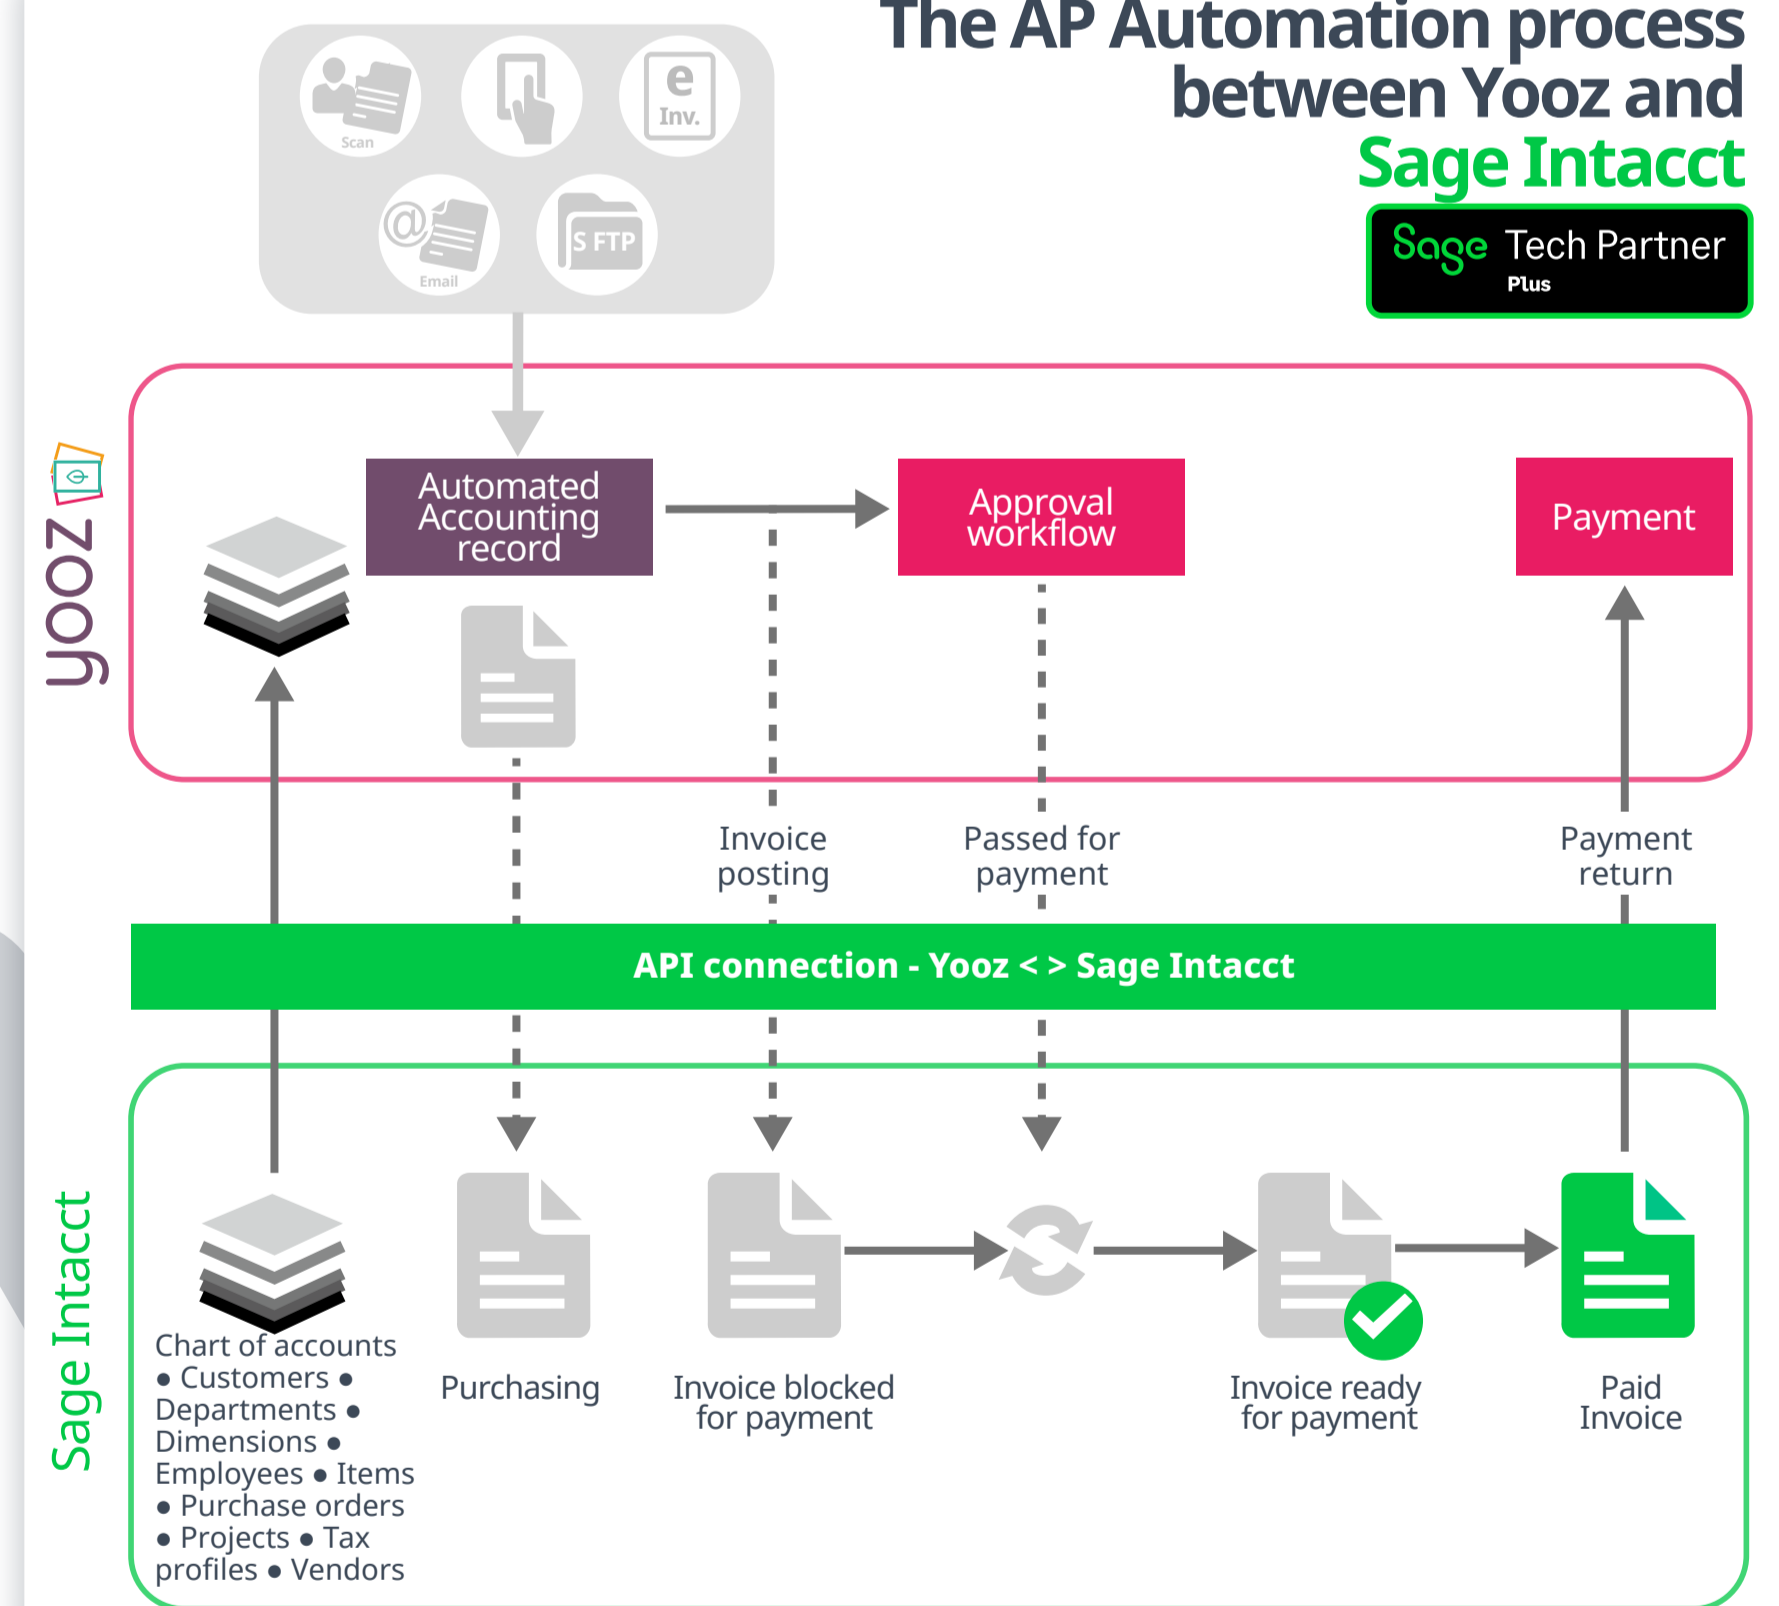 The AP Automation process
between Yooz and
Sage Intacct
Sage Tech Partner
Plus
Scan
e
Inv.
@
Email
S FTP
yooz
Automated
Accounting
record
Approval
workflow
Payment
Invoice
posting
Passed for
payment
Payment
return
API connection - Yooz < > Sage Intacct
Sage Intacct
Chart of accounts
● Customers ●
Departments ●
Dimensions ●
Employees ● Items
● Purchase orders
● Projects ● Tax
profiles ● Vendors
Purchasing
Invoice blocked
for payment
Invoice ready
for payment
Paid
Invoice